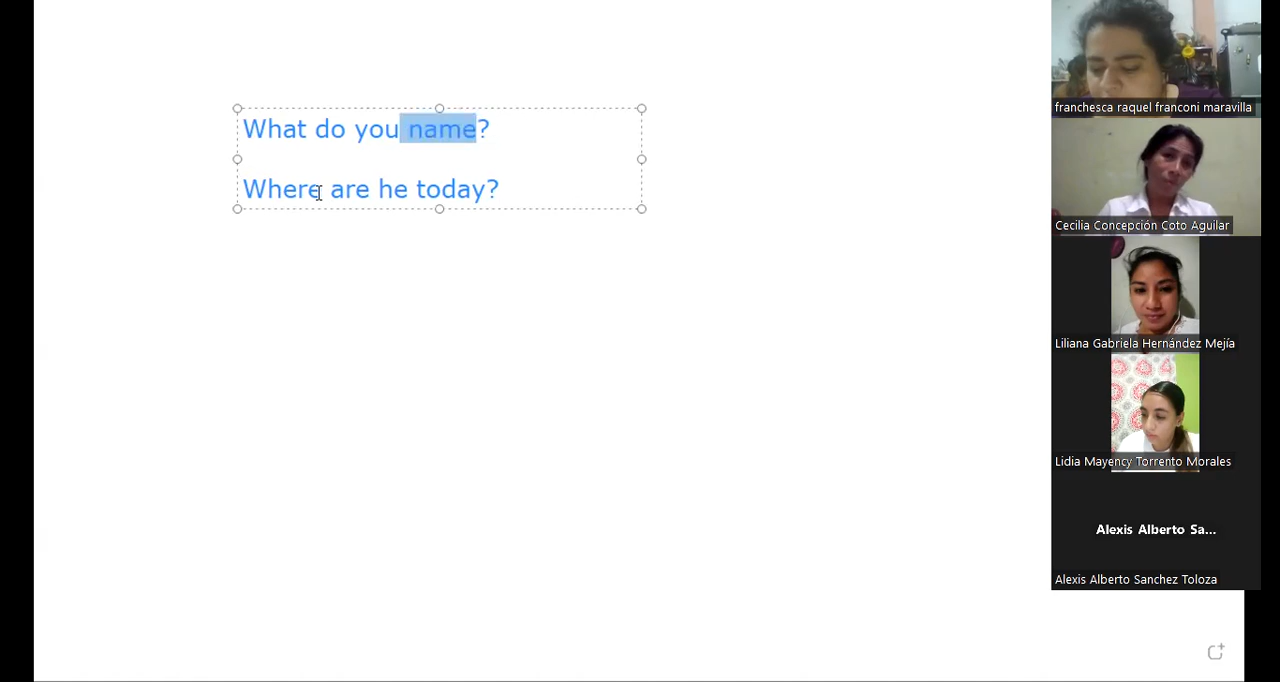 What do you name?
Where are he today?
franchesca raquel franconi maravilla
Cecilia Concepción Coto Aguilar
Liliana Gabriela Hernández Mejía
Lidia Mayency Torrento Morales
Alexis Alberto Sa...
Alexis Alberto Sanchez Toloza